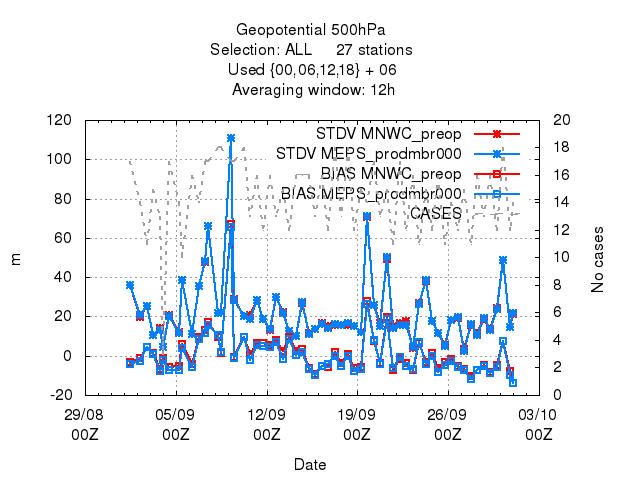 Geopotential 500hPa
Selection: ALL 27 stations
Used {00,06,12,18} + 06
Averaging window: 12h
120
100
80
60
40
20
0
-20
20
18
16
14
12
10
8
6
4
2
0
STDV MNWC_preop
STDV MEPS_prodmbr000
BIAS MNWC_preop
BIAS MEPS_prodmbr000
CASES
m
No cases
29/08 05/09 12/09 19/09 26/09 03/10
00Z 00Z 00Z 00Z 00Z 00Z
Date